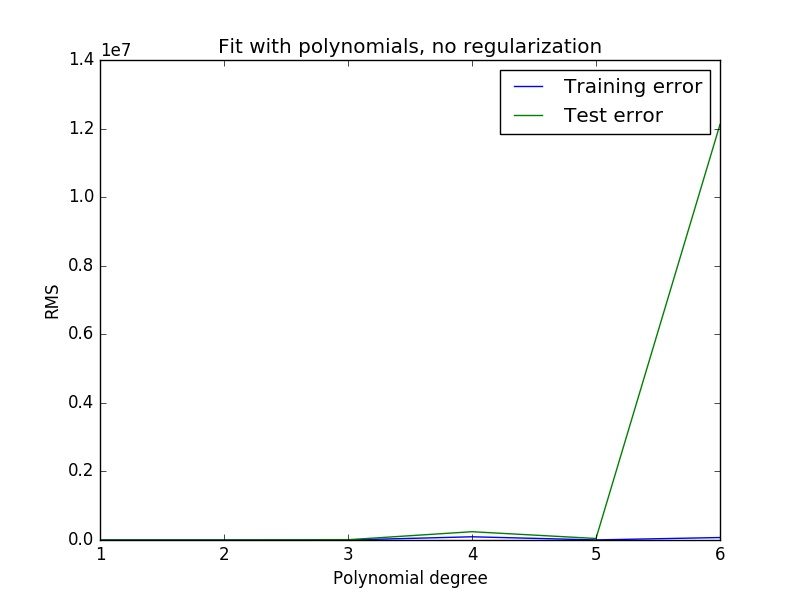 Fit with polynomials, no regularization
1e7
1.4
1.2
1.0
0.8
0.6
0.4
0.2
0.0
RMS
Training error
Test error
1 2 3 4 5 6
Polynomial degree